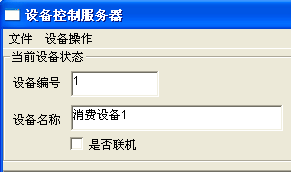 设备控制服务器
文件 设备操作
当前设备状态
设备编号 1
设备名称 消费设备1
是否联机